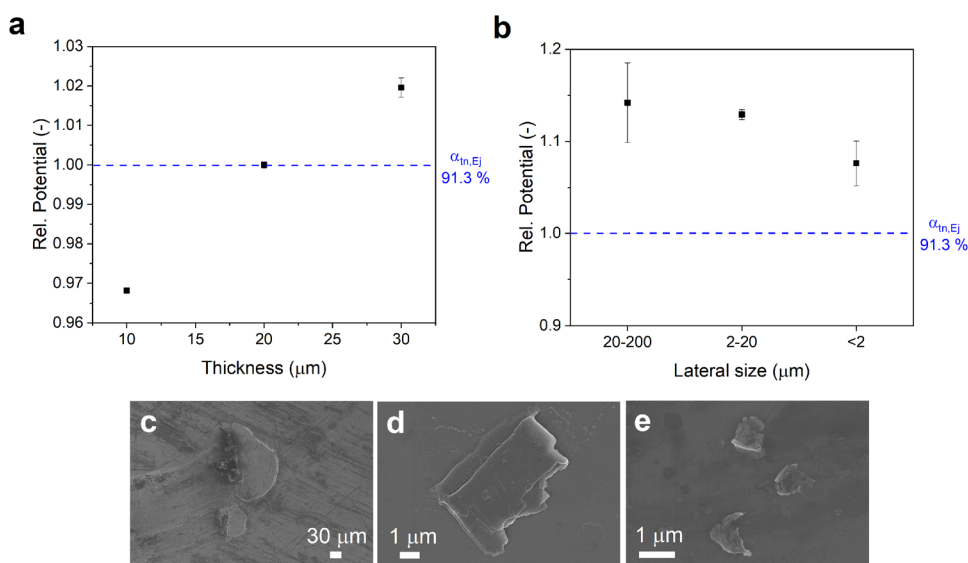 a
1.03
1.02
1.01
1.00
0.99
0.98
0.97
0.96
Rel. Potential (-)
10
15
20
25
30
Thickness (μm)
αtn,Ej
91.3 %
b
1.2
1.1
1.0
0.9
Rel. Potential (-)
20-200
2-20
<2
Lateral size (μm)
αtn,Ej
91.3 %
c
30 μm
d
1 μm
e
1 μm